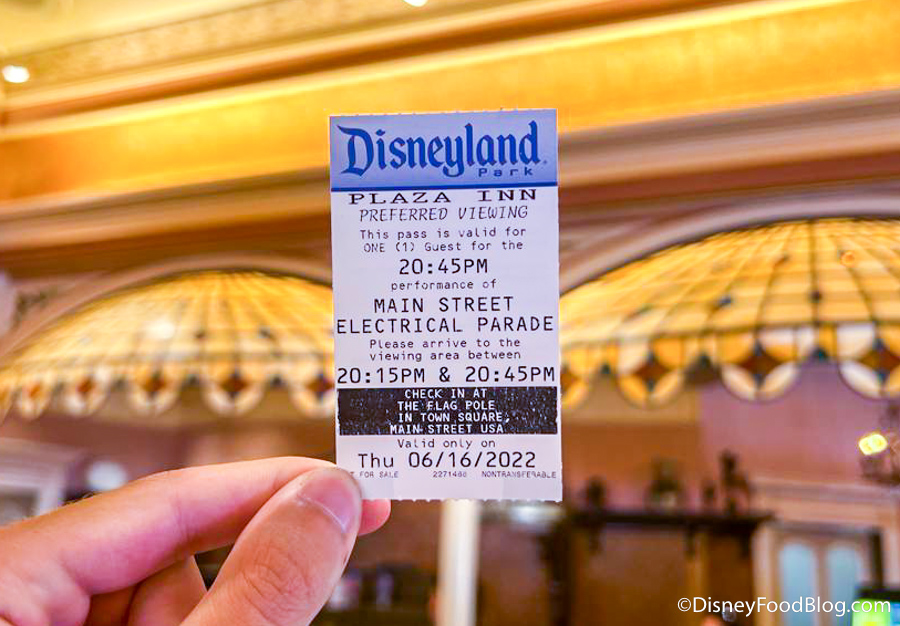 Disneyland
Park
PLAZA INN
PREFERRED VIEWING
This pass is valid for
ONE (1) Guest for the
20:45PM
performance of
MAIN STREET
ELECTRICAL PARADE
Please arrive to the
viewing area between
20:15PM & 20:45PM
CHECK IN AT
THE FLAG POLE
IN TOWN SQUARE,
MAIN STREET USA
Valid only on
Thu 06/16/2022
FOR SALE 2271488 NONTRANSFERABLE
©DisneyFoodBlog.com